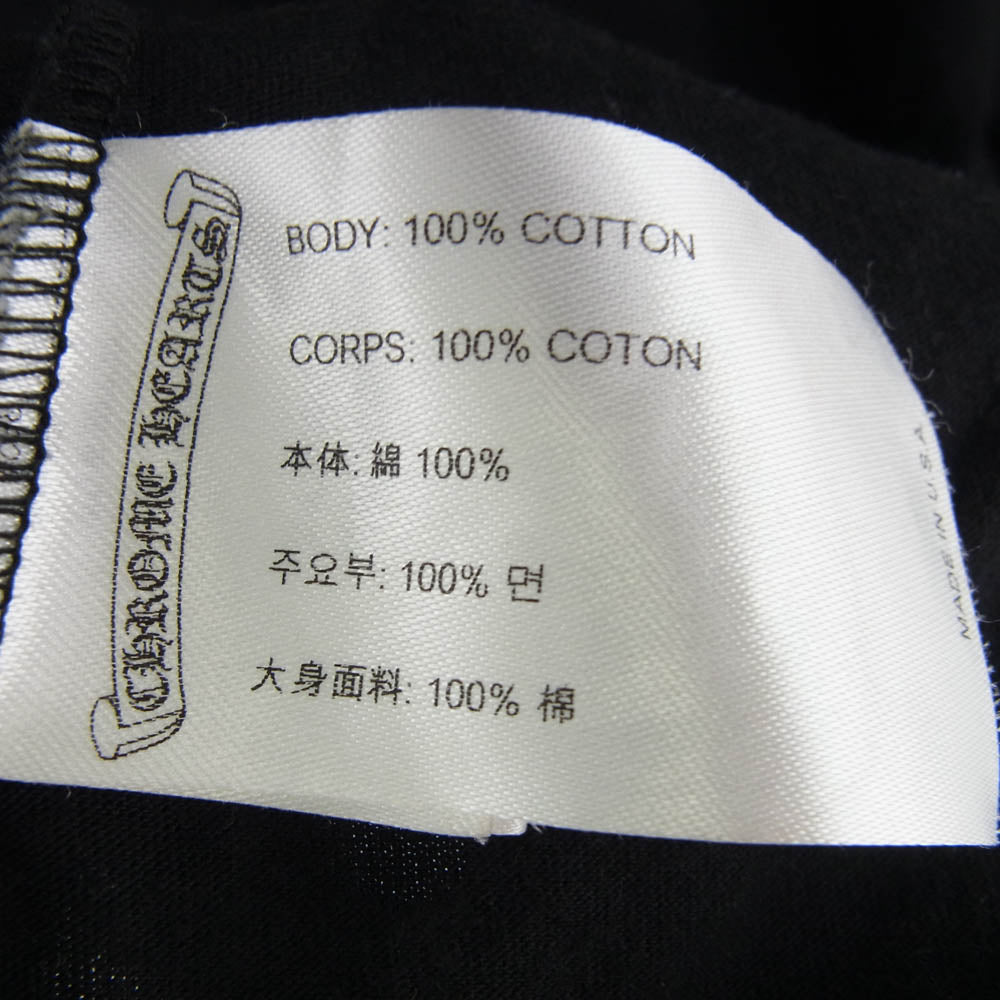 CHROME HEARTS
BODY: 100% COTTON
CORPS: 100% COTON
本体: 綿 100%
주요부: 100% 면
大身面料: 100% 棉
MADE IN U.S.A